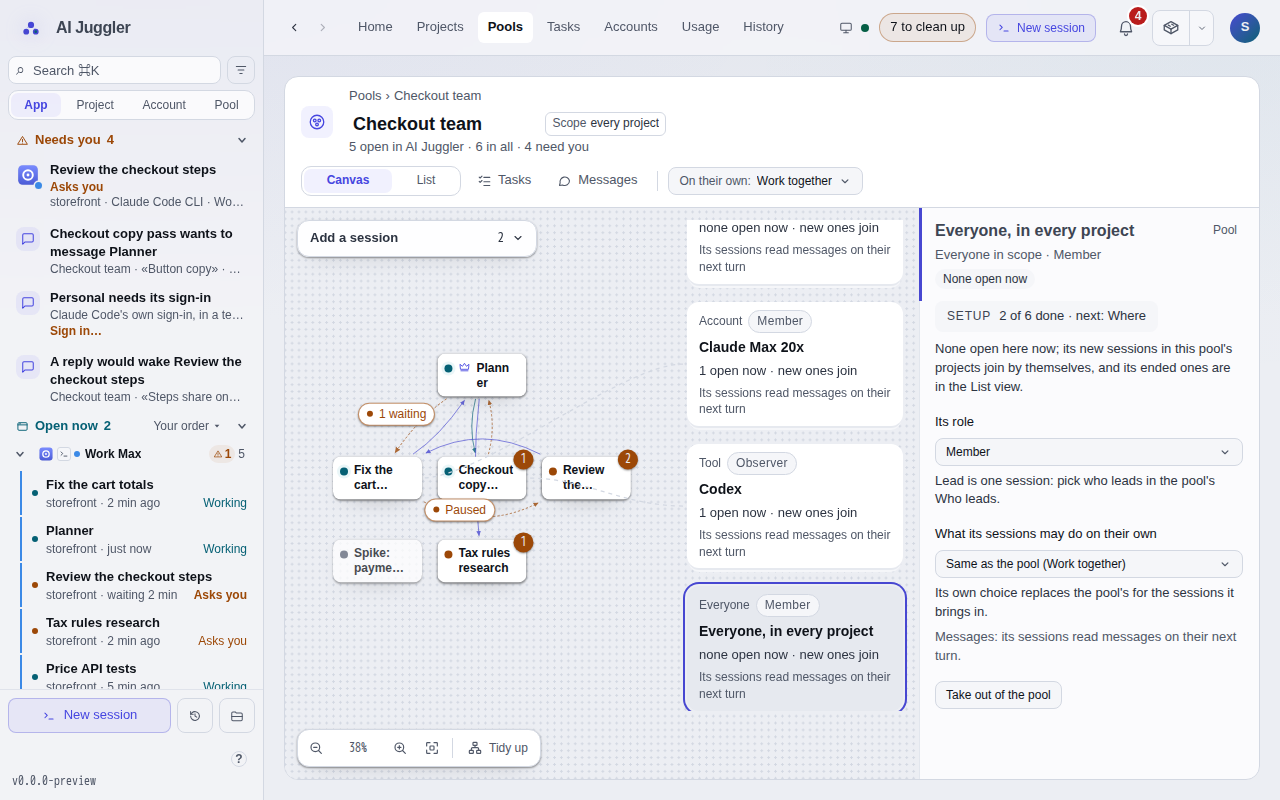 AI Juggler
Search ⌘K
App
Project
Account
Pool
Needs you 4
Review the checkout steps
Asks you
storefront · Claude Code CLI · Wo…
Checkout copy pass wants to
message Planner
Checkout team · «Button copy» · …
Personal needs its sign-in
Claude Code's own sign-in, in a te…
Sign in…
A reply would wake Review the
checkout steps
Checkout team · «Steps share on…
Open now 2
Your order
Work Max
1
5
Fix the cart totals
storefront · 2 min ago
Working
Planner
storefront · just now
Working
Review the checkout steps
storefront · waiting 2 min
Asks you
Tax rules research
storefront · 2 min ago
Asks you
Price API tests
storefront · 5 min ago
Working
New session
?
v0.0.0-preview
Home
Projects
Pools
Tasks
Accounts
Usage
History
7 to clean up
New session
4
S
Pools › Checkout team
Checkout team
Scope every project
5 open in AI Juggler · 6 in all · 4 need you
Canvas
List
Tasks
Messages
On their own: Work together
Add a session
2
Plann
er
1 waiting
Fix the
cart…
Checkout
copy…
1
Review
the…
2
Paused
Spike:
payme…
Tax rules
research
1
38%
Tidy up
none open now · new ones join
Its sessions read messages on their
next turn
Account
Member
Claude Max 20x
1 open now · new ones join
Its sessions read messages on their
next turn
Tool
Observer
Codex
1 open now · new ones join
Its sessions read messages on their
next turn
Everyone
Member
Everyone, in every project
none open now · new ones join
Its sessions read messages on their
next turn
Everyone, in every project
Pool
Everyone in scope · Member
None open now
SETUP 2 of 6 done · next: Where
None open here now; its new sessions in this pool's
projects join by themselves, and its ended ones are
in the List view.
Its role
Member
Lead is one session: pick who leads in the pool's
Who leads.
What its sessions may do on their own
Same as the pool (Work together)
Its own choice replaces the pool's for the sessions it
brings in.
Messages: its sessions read messages on their next
turn.
Take out of the pool